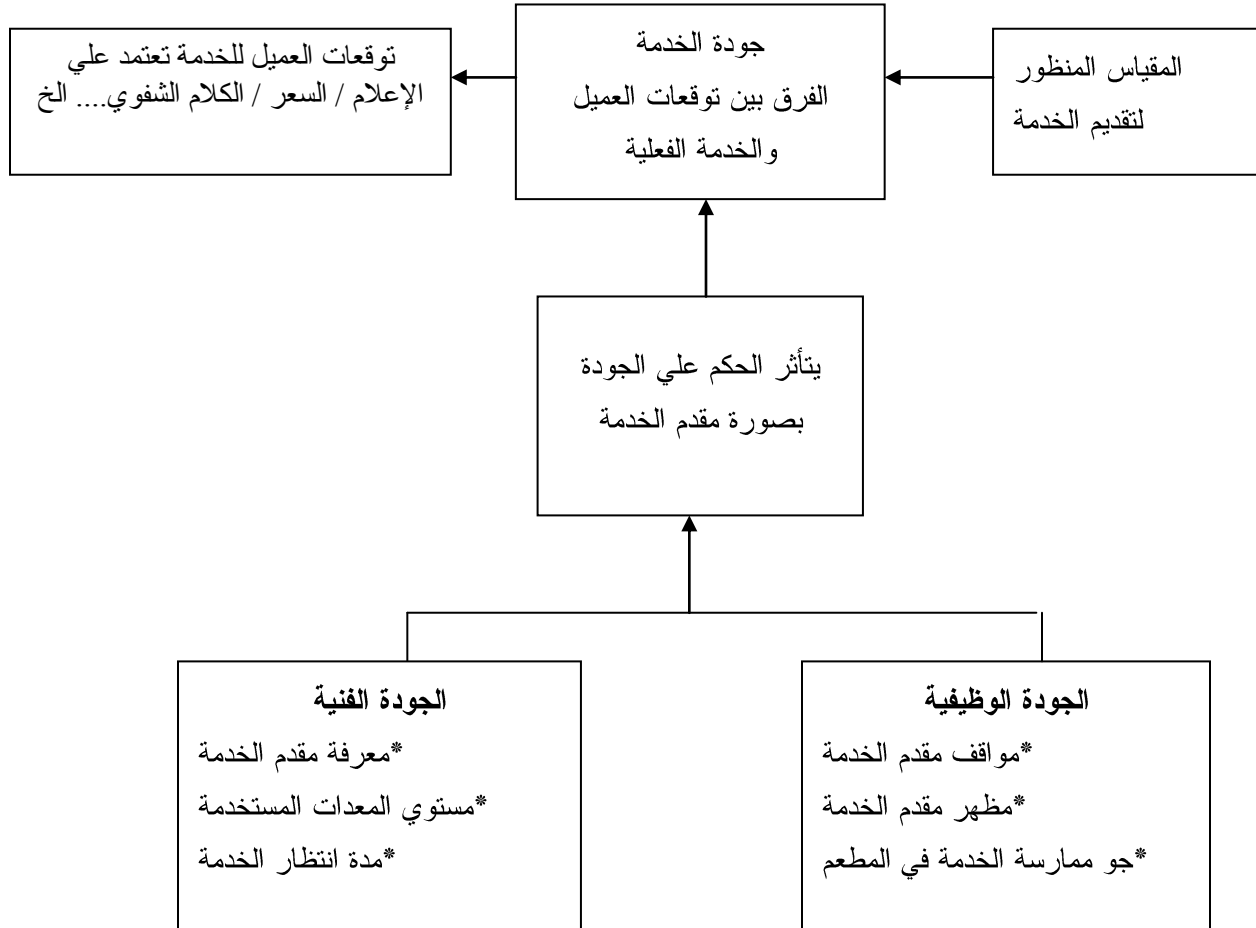 المقياس المنظور
لتقديم الخدمة
جودة الخدمة
الفرق بين توقعات العميل
والخدمة الفعلية
توقعات العميل للخدمة تعتمد علي
الإعلام / السعر / الكلام الشفوي.... الخ
يتأثر الحكم علي الجودة
بصورة مقدم الخدمة
الجودة الوظيفية
*مواقف مقدم الخدمة
*مظهر مقدم الخدمة
*جو ممارسة الخدمة في المطعم
الجودة الفنية
*معرفة مقدم الخدمة
*مستوي المعدات المستخدمة
*مدة انتظار الخدمة